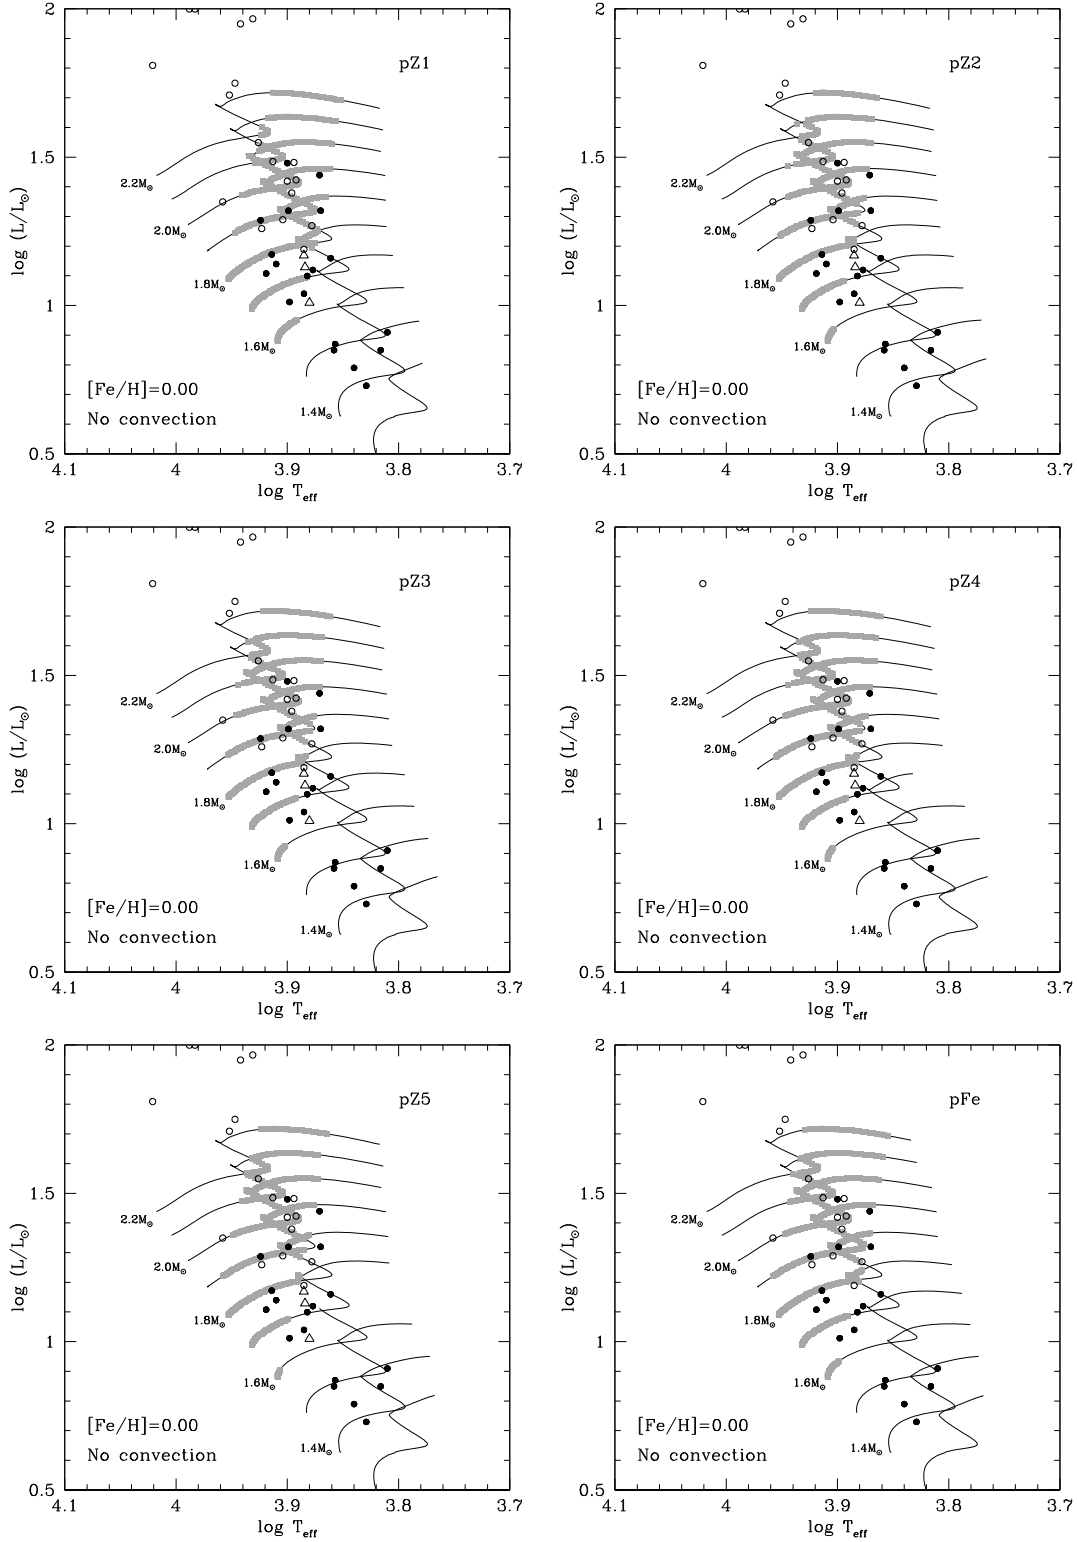 2
pZ1
1.5
log (L/L⊙)
2.2M⊙
2.0M⊙
1.8M⊙
1
1.6M⊙
[Fe/H]=0.00
1.4M⊙
No convection
0.5
4.1 4 3.9 3.8 3.7
log Teff
2
pZ2
1.5
log (L/L⊙)
2.2M⊙
2.0M⊙
1.8M⊙
1
1.6M⊙
[Fe/H]=0.00
1.4M⊙
No convection
0.5
4.1 4 3.9 3.8 3.7
log Teff
2
pZ3
1.5
log (L/L⊙)
2.2M⊙
2.0M⊙
1.8M⊙
1
1.6M⊙
[Fe/H]=0.00
1.4M⊙
No convection
0.5
4.1 4 3.9 3.8 3.7
log Teff
2
pZ4
1.5
log (L/L⊙)
2.2M⊙
2.0M⊙
1.8M⊙
1
1.6M⊙
[Fe/H]=0.00
1.4M⊙
No convection
0.5
4.1 4 3.9 3.8 3.7
log Teff
2
pZ5
1.5
log (L/L⊙)
2.2M⊙
2.0M⊙
1.8M⊙
1
1.6M⊙
[Fe/H]=0.00
1.4M⊙
No convection
0.5
4.1 4 3.9 3.8 3.7
log Teff
2
pFe
1.5
log (L/L⊙)
2.2M⊙
2.0M⊙
1.8M⊙
1
1.6M⊙
[Fe/H]=0.00
1.4M⊙
No convection
0.5
4.1 4 3.9 3.8 3.7
log Teff